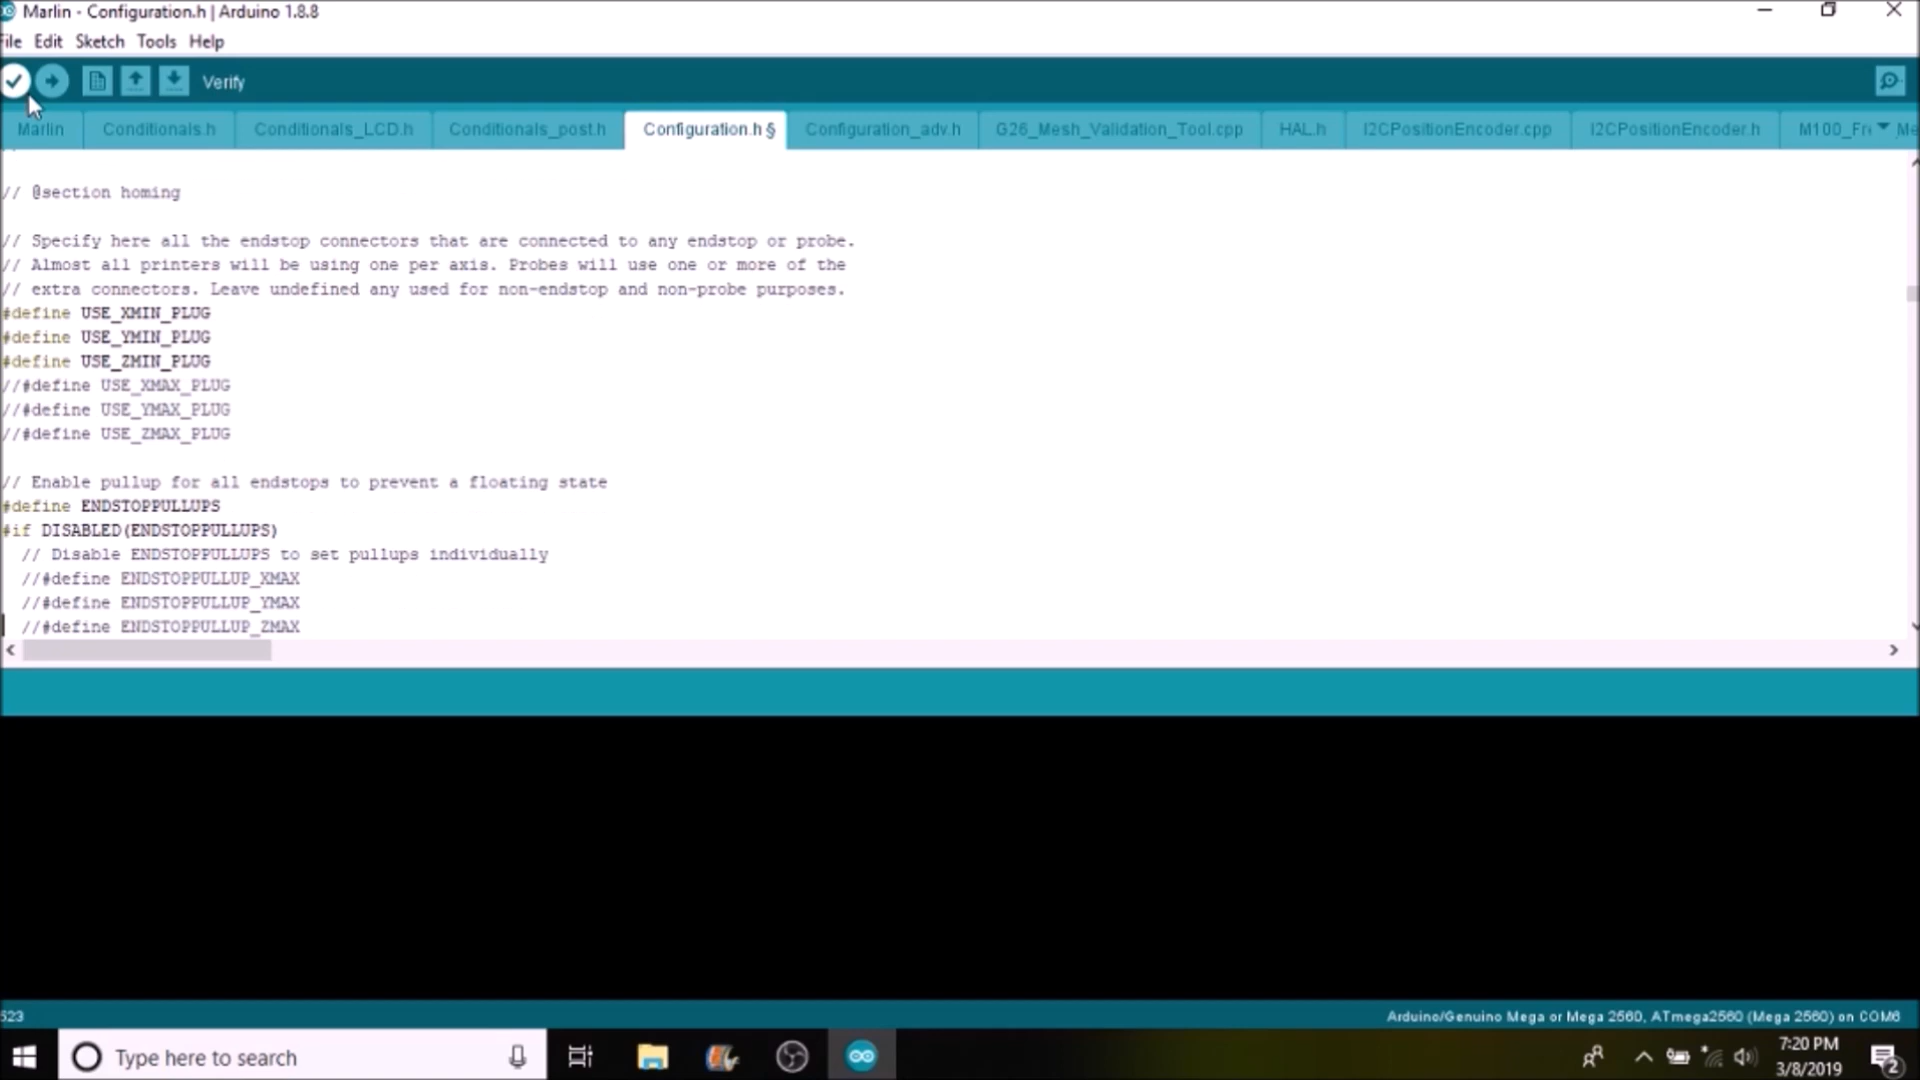 Marlin - Configuration.h | Arduino 1.8.8
File Edit Sketch Tools Help
Verify
Marlin Conditionals.h Conditionals_LCD.h Conditionals_post.h Configuration.h § Configuration_adv.h G26_Mesh_Validation_Tool.cpp HAL.h I2CPositionEncoder.cpp I2CPositionEncoder.h M100_Fr Me
// @section homing
// Specify here all the endstop connectors that are connected to any endstop or probe.
// Almost all printers will be using one per axis. Probes will use one or more of the
// extra connectors. Leave undefined any used for non-endstop and non-probe purposes.
#define USE_XMIN_PLUG
#define USE_YMIN_PLUG
#define USE_ZMIN_PLUG
//#define USE_XMAX_PLUG
//#define USE_YMAX_PLUG
//#define USE_ZMAX_PLUG
// Enable pullup for all endstops to prevent a floating state
#define ENDSTOPPULLUPS
#if DISABLED(ENDSTOPPULLUPS)
// Disable ENDSTOPPULLUPS to set pullups individually
//#define ENDSTOPPULLUP_XMAX
//#define ENDSTOPPULLUP_YMAX
//#define ENDSTOPPULLUP_ZMAX
523 Arduino/Genuino Mega or Mega 2560, ATmega2560 (Mega 2560) on COM6
Type here to search
7:20 PM
3/8/2019
2